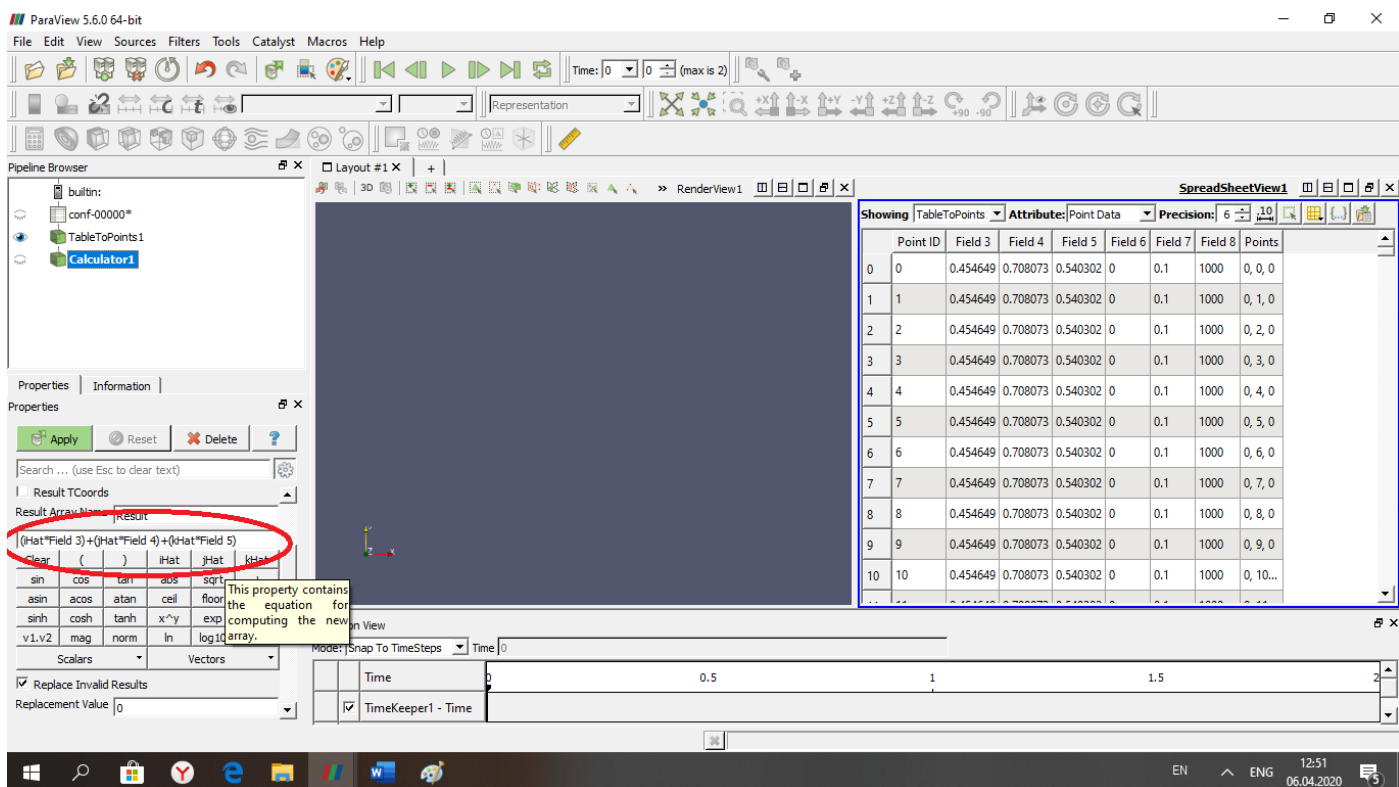 ParaView 5.6.0 64-bit
File Edit View Sources Filters Tools Catalyst Macros Help
Time: 0 0 (max is 2)
Representation +X -X +Y -Y +Z -Z +90 -90
Pipeline Browser
Layout #1 +
builtin:
3D RenderView1 SpreadSheetView1
conf-00000*
TableToPoints1
Calculator1
Showing TableToPoints Attribute: Point Data Precision: 6 .10
Point ID Field 3 Field 4 Field 5 Field 6 Field 7 Field 8 Points
0 0 0.454649 0.708073 0.540302 0 0.1 1000 0, 0, 0
1 1 0.454649 0.708073 0.540302 0 0.1 1000 0, 1, 0
2 2 0.454649 0.708073 0.540302 0 0.1 1000 0, 2, 0
3 3 0.454649 0.708073 0.540302 0 0.1 1000 0, 3, 0
4 4 0.454649 0.708073 0.540302 0 0.1 1000 0, 4, 0
5 5 0.454649 0.708073 0.540302 0 0.1 1000 0, 5, 0
6 6 0.454649 0.708073 0.540302 0 0.1 1000 0, 6, 0
7 7 0.454649 0.708073 0.540302 0 0.1 1000 0, 7, 0
8 8 0.454649 0.708073 0.540302 0 0.1 1000 0, 8, 0
9 9 0.454649 0.708073 0.540302 0 0.1 1000 0, 9, 0
10 10 0.454649 0.708073 0.540302 0 0.1 1000 0, 10...
Properties Information
Properties
Apply Reset Delete ?
Search ... (use Esc to clear text)
Result TCoords
Result Array Name Result
(iHat*Field 3)+(jHat*Field 4)+(kHat*Field 5)
Clear ( ) iHat jHat kHat
sin cos tan abs sqrt
asin acos atan ceil floor
sinh cosh tanh x^y exp
v1.v2 mag norm ln log10
Scalars Vectors
This property contains
the equation for
computing the new
array.
Replace Invalid Results
Replacement Value 0
View
Mode: Snap To TimeSteps Time 0
Time 0 0.5 1 1.5 2
TimeKeeper1 - Time
EN ENG 12:51
06.04.2020 5